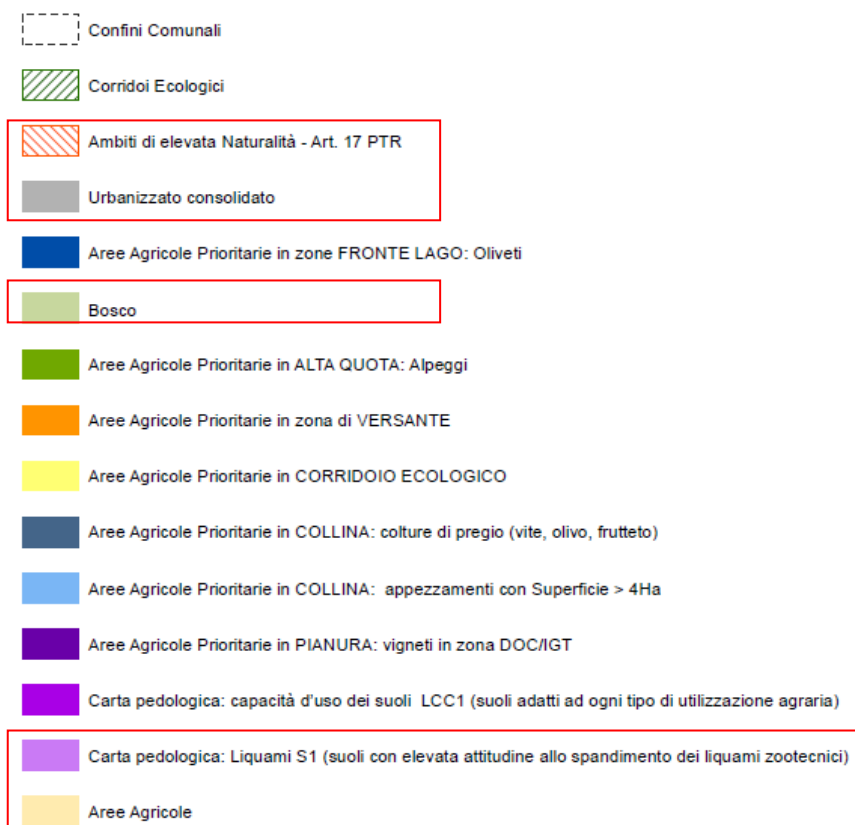 Confini Comunali
Corridoi Ecologici
Ambiti di elevata Naturalità - Art. 17 PTR
Urbanizzato consolidato
Aree Agricole Prioritarie in zone FRONTE LAGO: Oliveti
Bosco
Aree Agricole Prioritarie in ALTA QUOTA: Alpeggi
Aree Agricole Prioritarie in zona di VERSANTE
Aree Agricole Prioritarie in CORRIDOIO ECOLOGICO
Aree Agricole Prioritarie in COLLINA: colture di pregio (vite, olivo, frutteto)
Aree Agricole Prioritarie in COLLINA: appezzamenti con Superficie > 4Ha
Aree Agricole Prioritarie in PIANURA: vigneti in zona DOC/IGT
Carta pedologica: capacità d'uso dei suoli LCC1 (suoli adatti ad ogni tipo di utilizzazione agraria)
Carta pedologica: Liquami S1 (suoli con elevata attitudine allo spandimento dei liquami zootecnici)
Aree Agricole